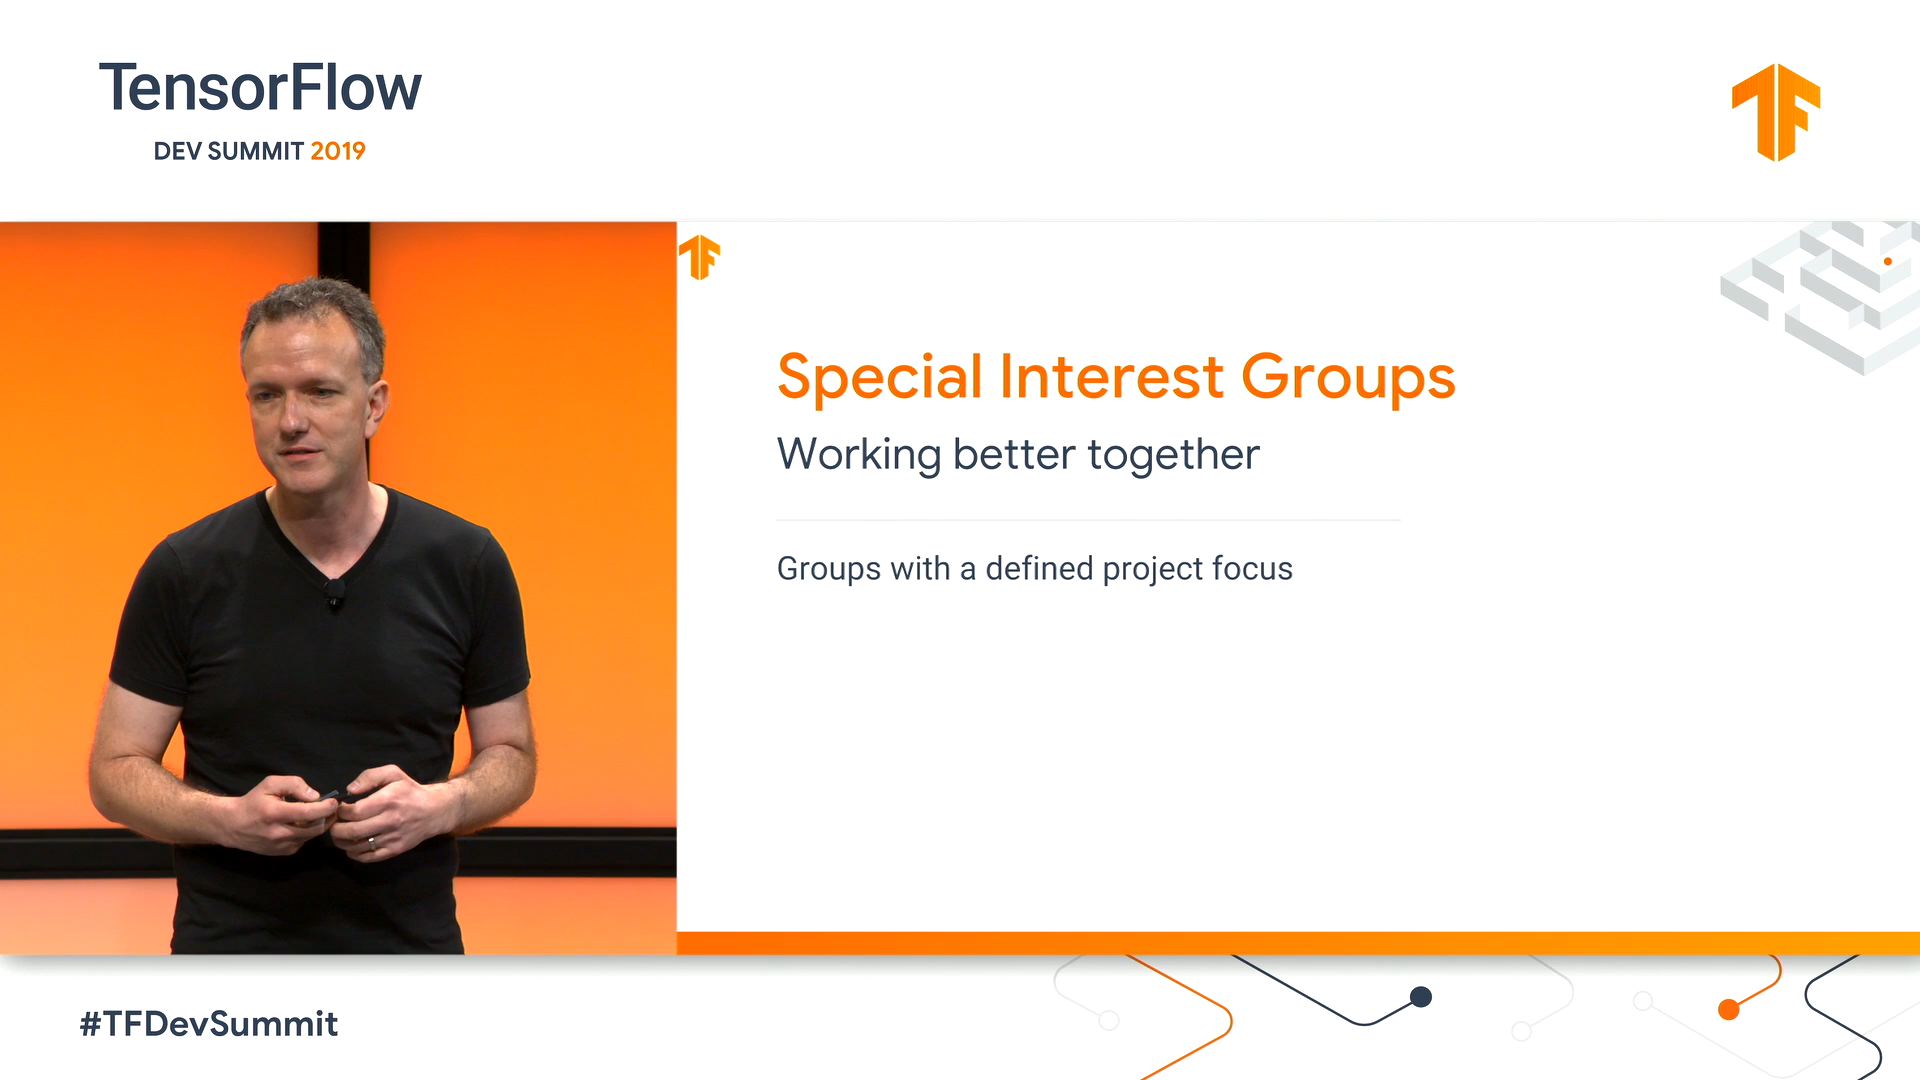 TensorFlow
DEV SUMMIT 2019
Special Interest Groups
Working better together
Groups with a defined project focus
#TFDevSummit